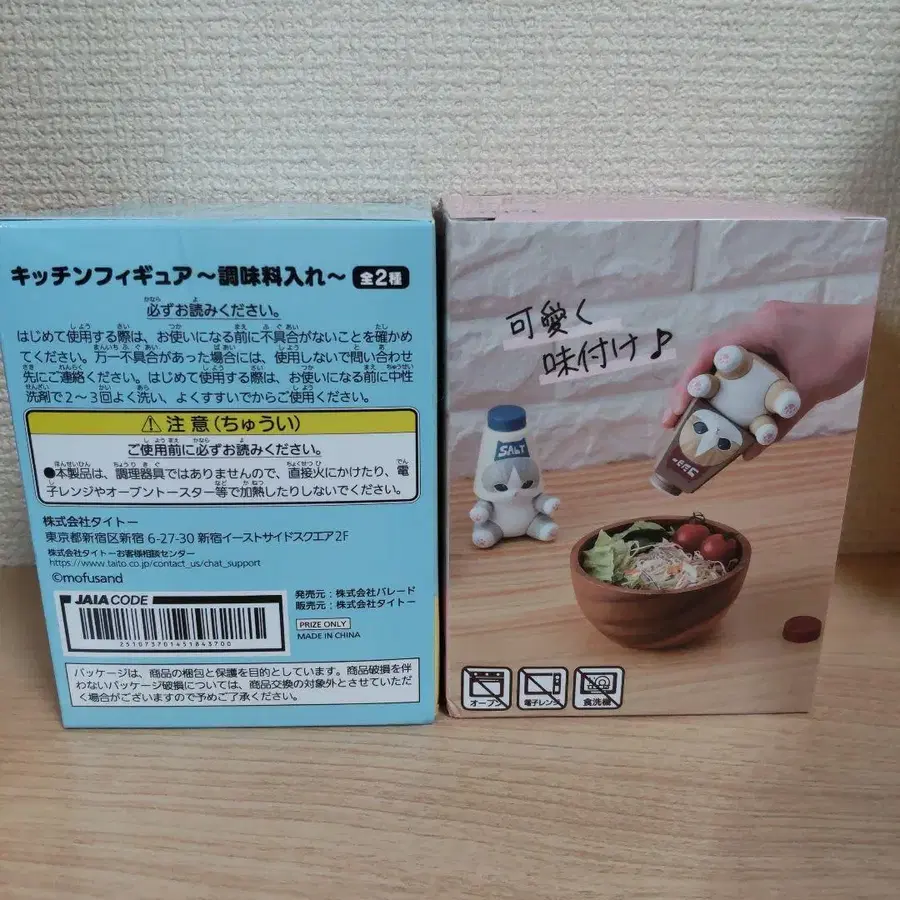 キッチンフィギュア～調味料入れ～ 全2種
必ずお読みください。
はじめて使用する際は、お使いになる前に不具合がないことを確かめ
てください。万一不具合があった場合には、使用しないで問い合わせ
先にご連絡ください。はじめて使用する際は、お使いになる前に中性
洗剤で2～3回よく洗い、よくすすいでからご使用ください。
注意(ちゅうい)
ご使用前に必ずお読みください。
●本製品は、調理器具ではありませんので、直接火にかけたり、電
子レンジやオーブントースター等で加熱したりしないでください。
株式会社タイトー
東京都新宿区新宿 6-27-30 新宿イーストサイドスクエア2F
株式会社タイトーお客様相談センター
https://www.taito.co.jp/contact_us/chat_support
©mofusand
JAIA CODE
251073701451843700
発売元：株式会社パレード
販売元：株式会社タイトー
PRIZE ONLY
MADE IN CHINA
パッケージは、商品の梱包と保護を目的としています。商品破損を伴
わないパッケージ破損については、商品交換の対象外とさせていただ
く場合がございますので予めご了承ください。
可愛く
味付け♪
SALT
オーブン
電子レンジ
食洗機